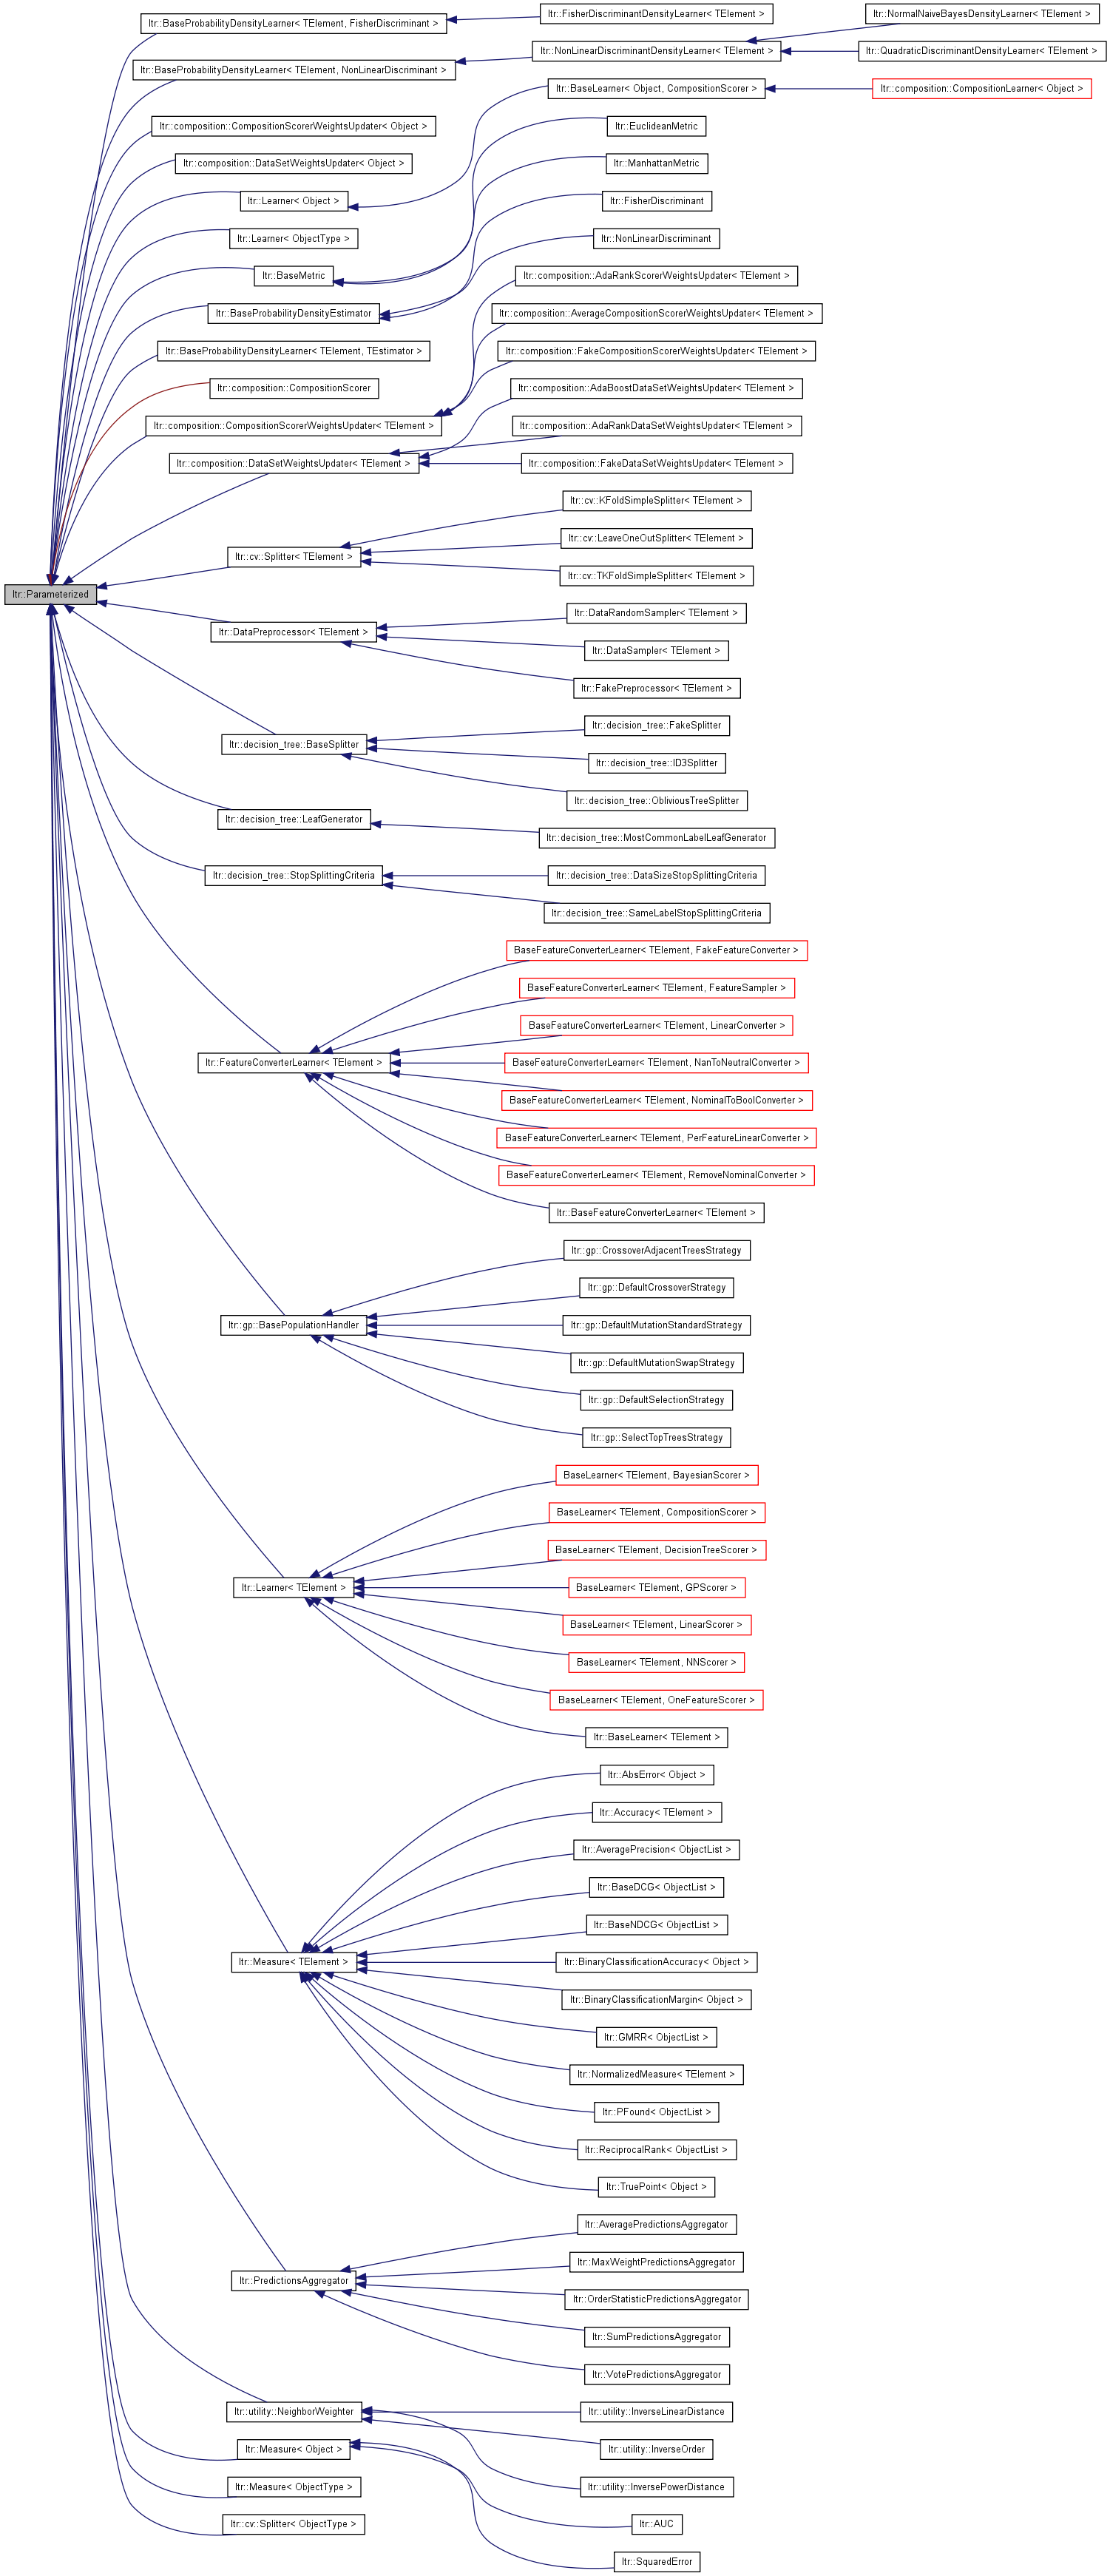 ltr::BaseProbabilityDensityLearner< TElement, FisherDiscriminant >
ltr::FisherDiscriminantDensityLearner< TElement >
ltr::NormalNaiveBayesDensityLearner< TElement >
ltr::BaseProbabilityDensityLearner< TElement, NonLinearDiscriminant >
ltr::NonLinearDiscriminantDensityLearner< TElement >
ltr::QuadraticDiscriminantDensityLearner< TElement >
ltr::BaseLearner< Object, CompositionScorer >
ltr::composition::CompositionLearner< Object >
ltr::composition::CompositionScorerWeightsUpdater< Object >
ltr::EuclideanMetric
ltr::composition::DataSetWeightsUpdater< Object >
ltr::ManhattanMetric
ltr::Learner< Object >
ltr::FisherDiscriminant
ltr::Learner< ObjectType >
ltr::NonLinearDiscriminant
ltr::BaseMetric
ltr::composition::AdaRankScorerWeightsUpdater< TElement >
ltr::BaseProbabilityDensityEstimator
ltr::composition::AverageCompositionScorerWeightsUpdater< TElement >
ltr::BaseProbabilityDensityLearner< TElement, TEstimator >
ltr::composition::FakeCompositionScorerWeightsUpdater< TElement >
ltr::composition::CompositionScorer
ltr::composition::AdaBoostDataSetWeightsUpdater< TElement >
ltr::composition::CompositionScorerWeightsUpdater< TElement >
ltr::composition::AdaRankDataSetWeightsUpdater< TElement >
ltr::composition::DataSetWeightsUpdater< TElement >
ltr::composition::FakeDataSetWeightsUpdater< TElement >
ltr::cv::KFoldSimpleSplitter< TElement >
ltr::cv::LeaveOneOutSplitter< TElement >
ltr::cv::Splitter< TElement >
ltr::cv::TKFoldSimpleSplitter< TElement >
ltr::Parameterized
ltr::DataRandomSampler< TElement >
ltr::DataPreprocessor< TElement >
ltr::DataSampler< TElement >
ltr::FakePreprocessor< TElement >
ltr::decision_tree::FakeSplitter
ltr::decision_tree::BaseSplitter
ltr::decision_tree::ID3Splitter
ltr::decision_tree::ObliviousTreeSplitter
ltr::decision_tree::LeafGenerator
ltr::decision_tree::MostCommonLabelLeafGenerator
ltr::decision_tree::StopSplittingCriteria
ltr::decision_tree::DataSizeStopSplittingCriteria
ltr::decision_tree::SameLabelStopSplittingCriteria
BaseFeatureConverterLearner< TElement, FakeFeatureConverter >
BaseFeatureConverterLearner< TElement, FeatureSampler >
BaseFeatureConverterLearner< TElement, LinearConverter >
ltr::FeatureConverterLearner< TElement >
BaseFeatureConverterLearner< TElement, NanToNeutralConverter >
BaseFeatureConverterLearner< TElement, NominalToBoolConverter >
BaseFeatureConverterLearner< TElement, PerFeatureLinearConverter >
BaseFeatureConverterLearner< TElement, RemoveNominalConverter >
ltr::BaseFeatureConverterLearner< TElement >
ltr::gp::CrossoverAdjacentTreesStrategy
ltr::gp::DefaultCrossoverStrategy
ltr::gp::BasePopulationHandler
ltr::gp::DefaultMutationStandardStrategy
ltr::gp::DefaultMutationSwapStrategy
ltr::gp::DefaultSelectionStrategy
ltr::gp::SelectTopTreesStrategy
BaseLearner< TElement, BayesianScorer >
BaseLearner< TElement, CompositionScorer >
BaseLearner< TElement, DecisionTreeScorer >
ltr::Learner< TElement >
BaseLearner< TElement, GPScorer >
BaseLearner< TElement, LinearScorer >
BaseLearner< TElement, NNScorer >
BaseLearner< TElement, OneFeatureScorer >
ltr::BaseLearner< TElement >
ltr::AbsError< Object >
ltr::Accuracy< TElement >
ltr::AveragePrecision< ObjectList >
ltr::BaseDCG< ObjectList >
ltr::BaseNDCG< ObjectList >
ltr::Measure< TElement >
ltr::BinaryClassificationAccuracy< Object >
ltr::BinaryClassificationMargin< Object >
ltr::GMRR< ObjectList >
ltr::NormalizedMeasure< TElement >
ltr::PFound< ObjectList >
ltr::ReciprocalRank< ObjectList >
ltr::TruePoint< Object >
ltr::AveragePredictionsAggregator
ltr::MaxWeightPredictionsAggregator
ltr::PredictionsAggregator
ltr::OrderStatisticPredictionsAggregator
ltr::SumPredictionsAggregator
ltr::VotePredictionsAggregator
ltr::utility::NeighborWeighter
ltr::utility::InverseLinearDistance
ltr::Measure< Object >
ltr::utility::InverseOrder
ltr::Measure< ObjectType >
ltr::utility::InversePowerDistance
ltr::cv::Splitter< ObjectType >
ltr::AUC
ltr::SquaredError